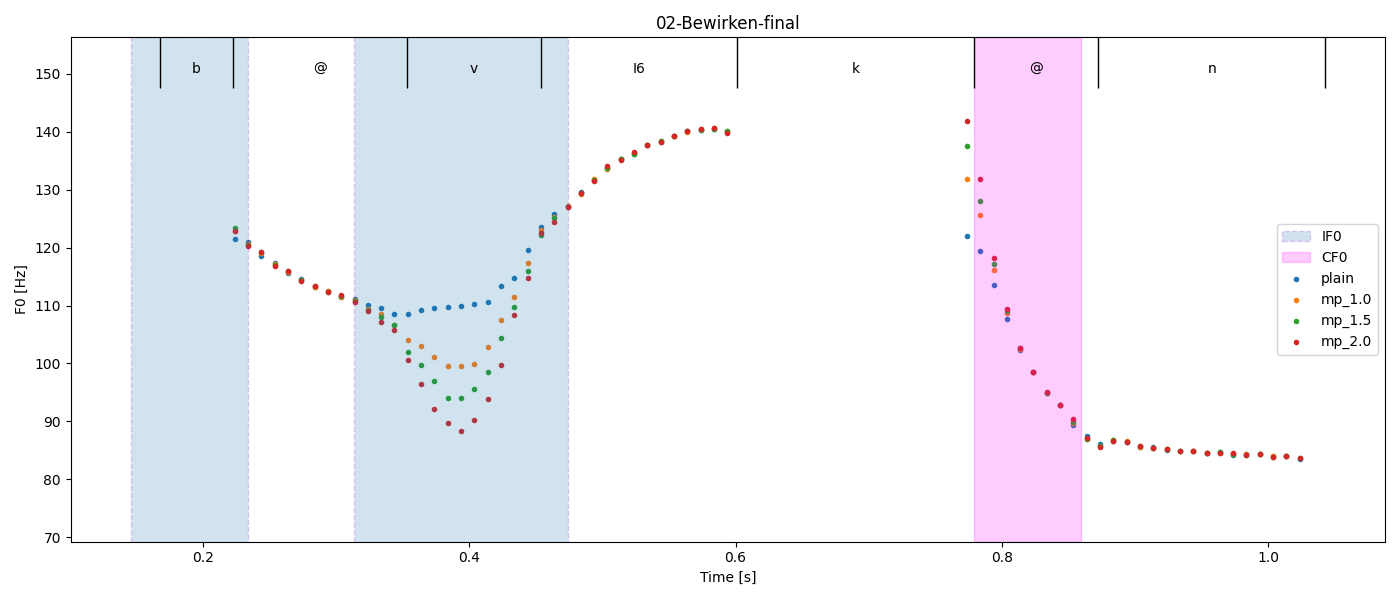 02-Bewirken-final
b @ v I6 k @ n
150
140
130
120
110
100
90
80
70
F0 [Hz]
IF0
CF0
plain
mp_1.0
mp_1.5
mp_2.0
0.2 0.4 0.6 0.8 1.0
Time [s]